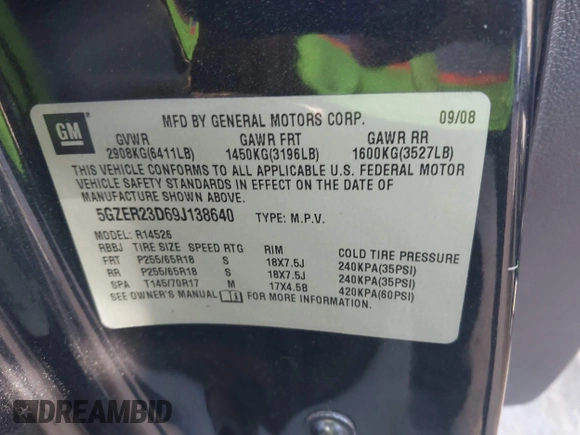 GM
MFD BY GENERAL MOTORS CORP. 09/08
GVWR GAWR FRT GAWR RR
2908KG(6411LB) 1450KG(3196LB) 1600KG(3527LB)
THIS VEHICLE CONFORMS TO ALL APPLICABLE U.S. FEDERAL MOTOR
VEHICLE SAFETY STANDARDS IN EFFECT ON THE DATE OF
MANUFACTURE SHOWN ABOVE.
5GZER23D69J138640 TYPE: M.P.V.
MODEL: R14526
RBBJ TIRE SIZE SPEED RTG RIM COLD TIRE PRESSURE
FRT P255/65R18 S 18X7.5J 240KPA(35PSI)
RR P255/65R18 S 18X7.5J 240KPA(35PSI)
SPA T145/70R17 M 17X4.5B 420KPA(60PSI)
SEE OWNER'S MANUAL FOR MORE INFORMATION.
DREAMBID